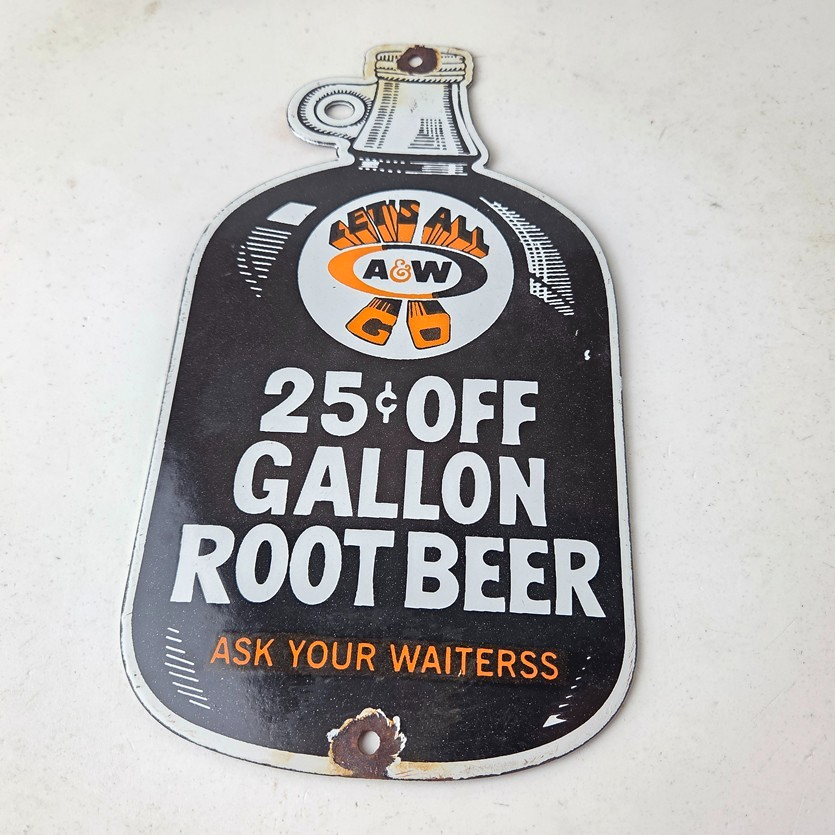 LET'S ALL
A&W
GO
25¢ OFF
GALLON
ROOT BEER
ASK YOUR WAITERSS